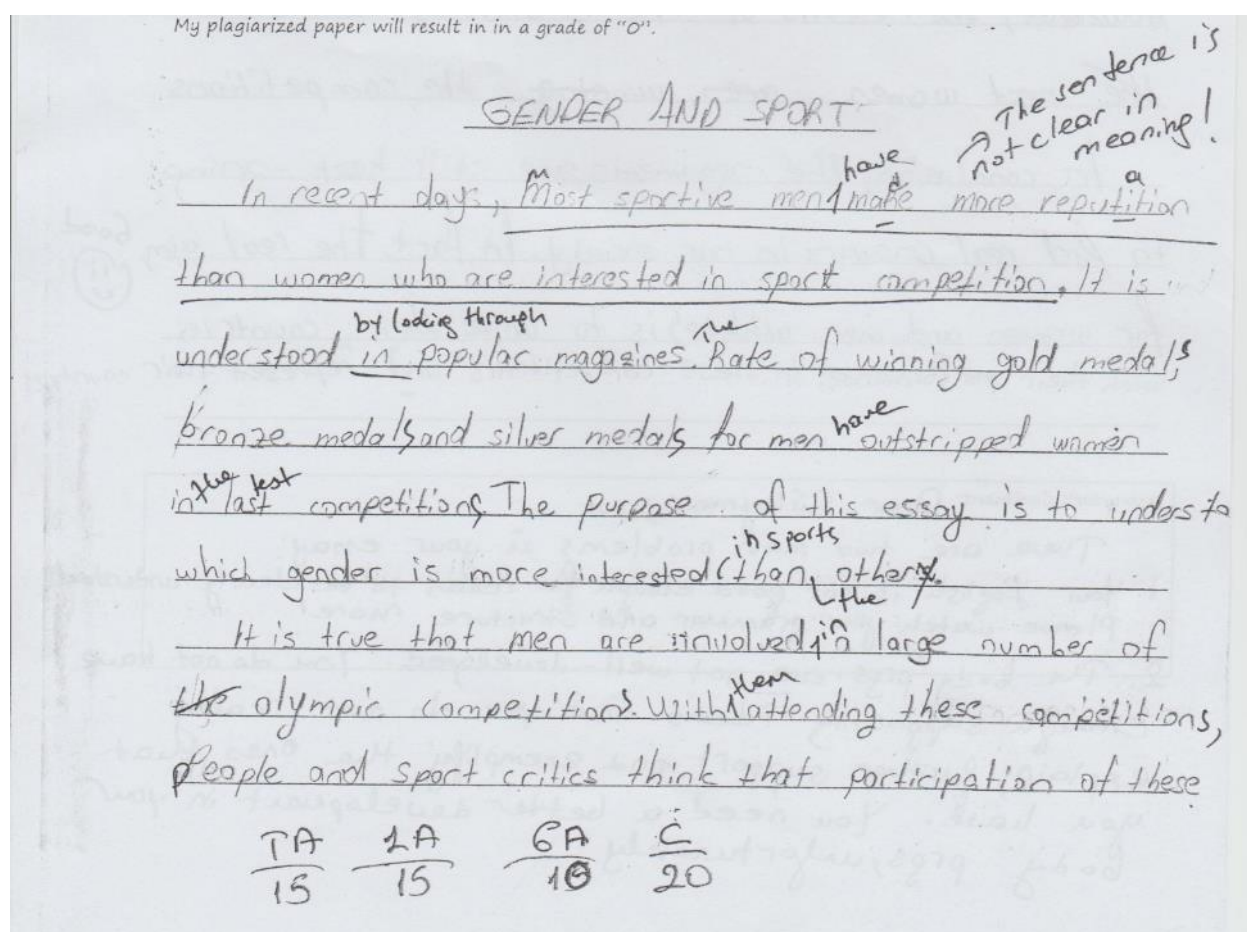 My plagiarized paper will result in in a grade of "0".
The sentence is
not clear in
meaning!
GENDER AND SPORT
have
a
In recent days, Most sportive men make more reputition
than women who are interested in sport competition. It is
by looking through
The
understood in popular magazines Rate of winning gold medals,
have
bronze medals and silver medals for men outstripped women
the
in last competitions. The purpose of this essay is to understa
in sports
which gender is more interested than other.
the
It is true that men are involved in large number of
them
the olympic competitions. With attending these competitions,
people and sport critics think that participation of these
TA GA C
15 15 10 20